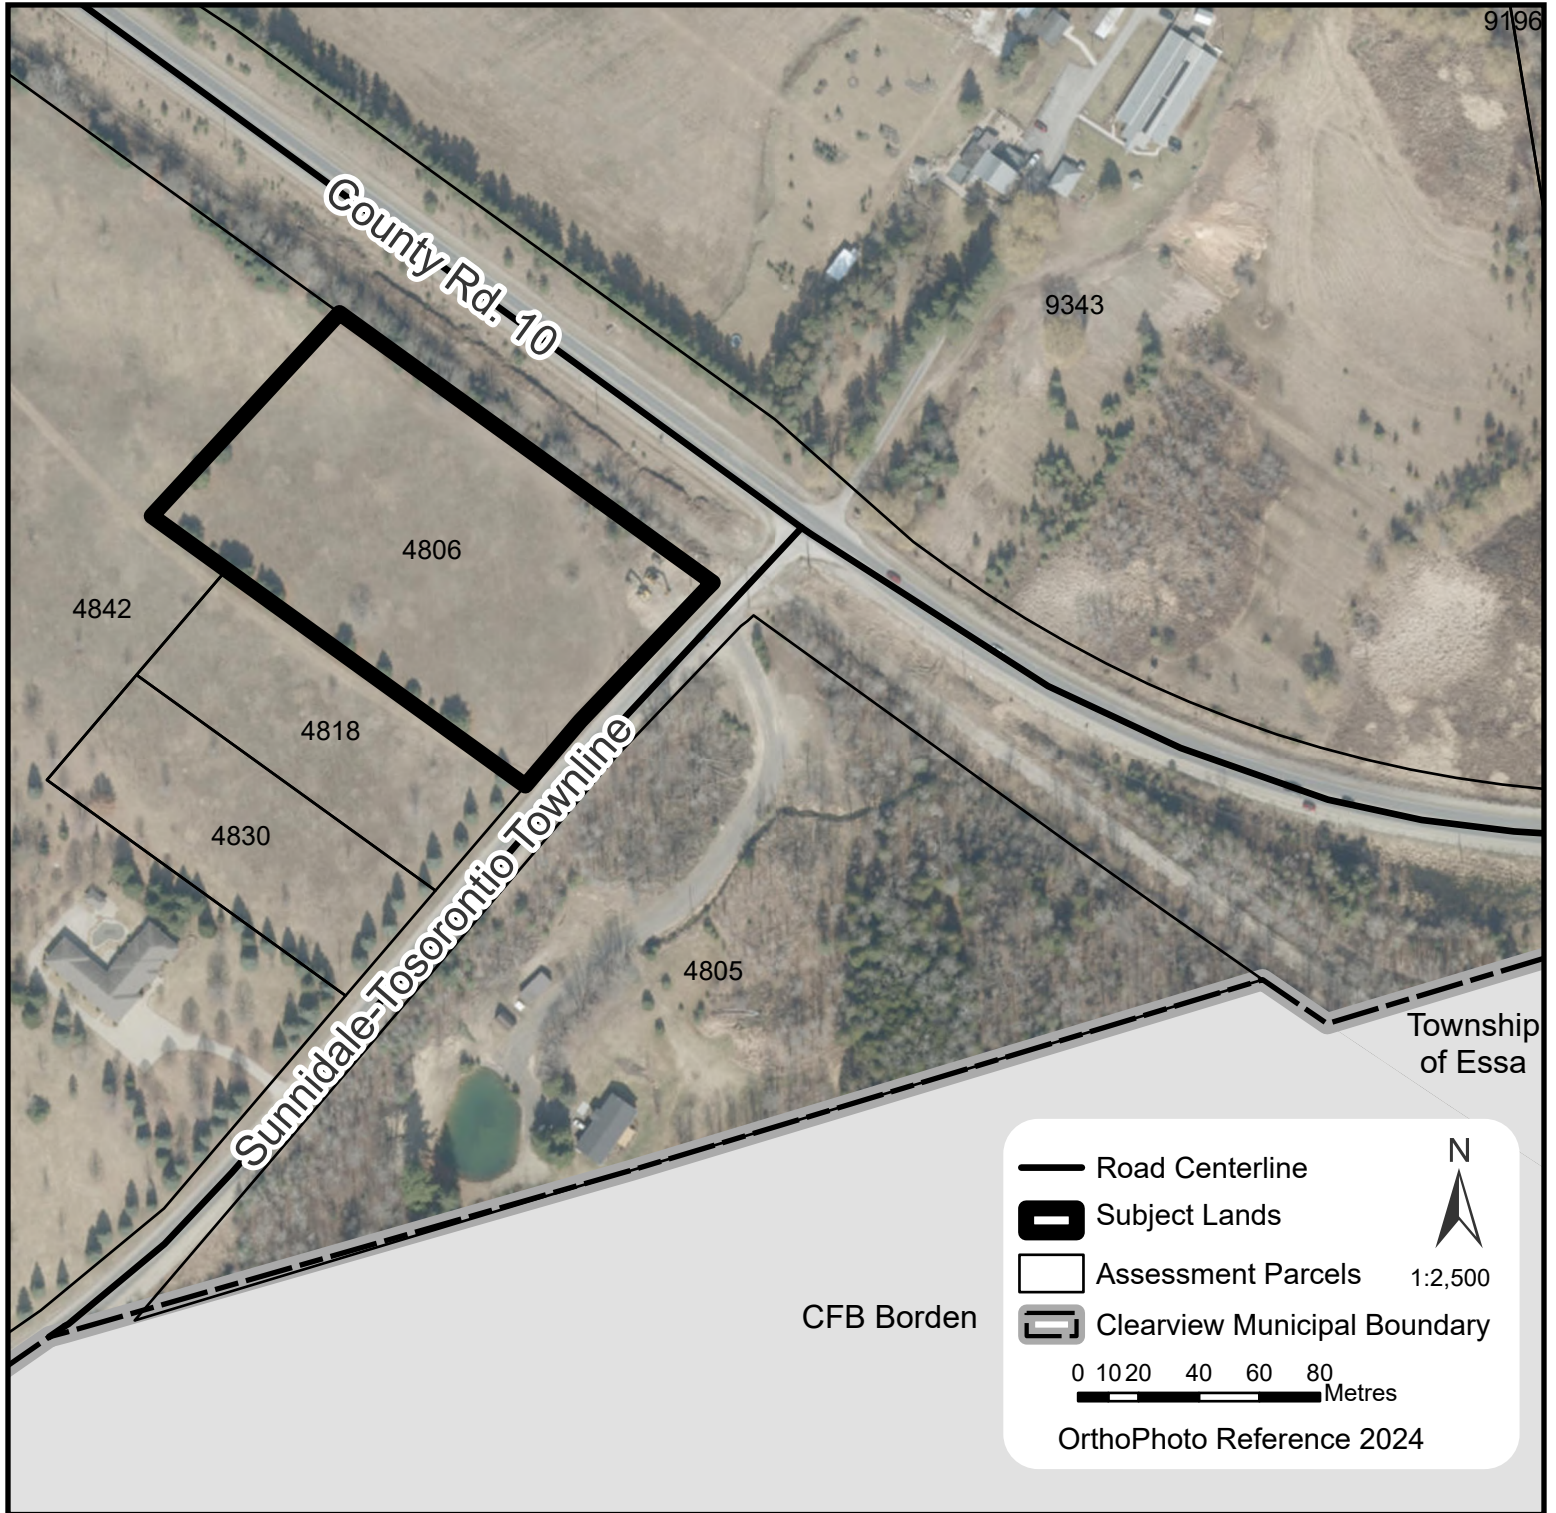 9196
County Rd. 10
9343
4806
4842
4818
4830
Sunnidale-Tosorontio Townline
4805
Township
of Essa
CFB Borden
N
Road Centerline
Subject Lands
Assessment Parcels
1:2,500
Clearview Municipal Boundary
0 10 20 40 60 80
Metres
OrthoPhoto Reference 2024